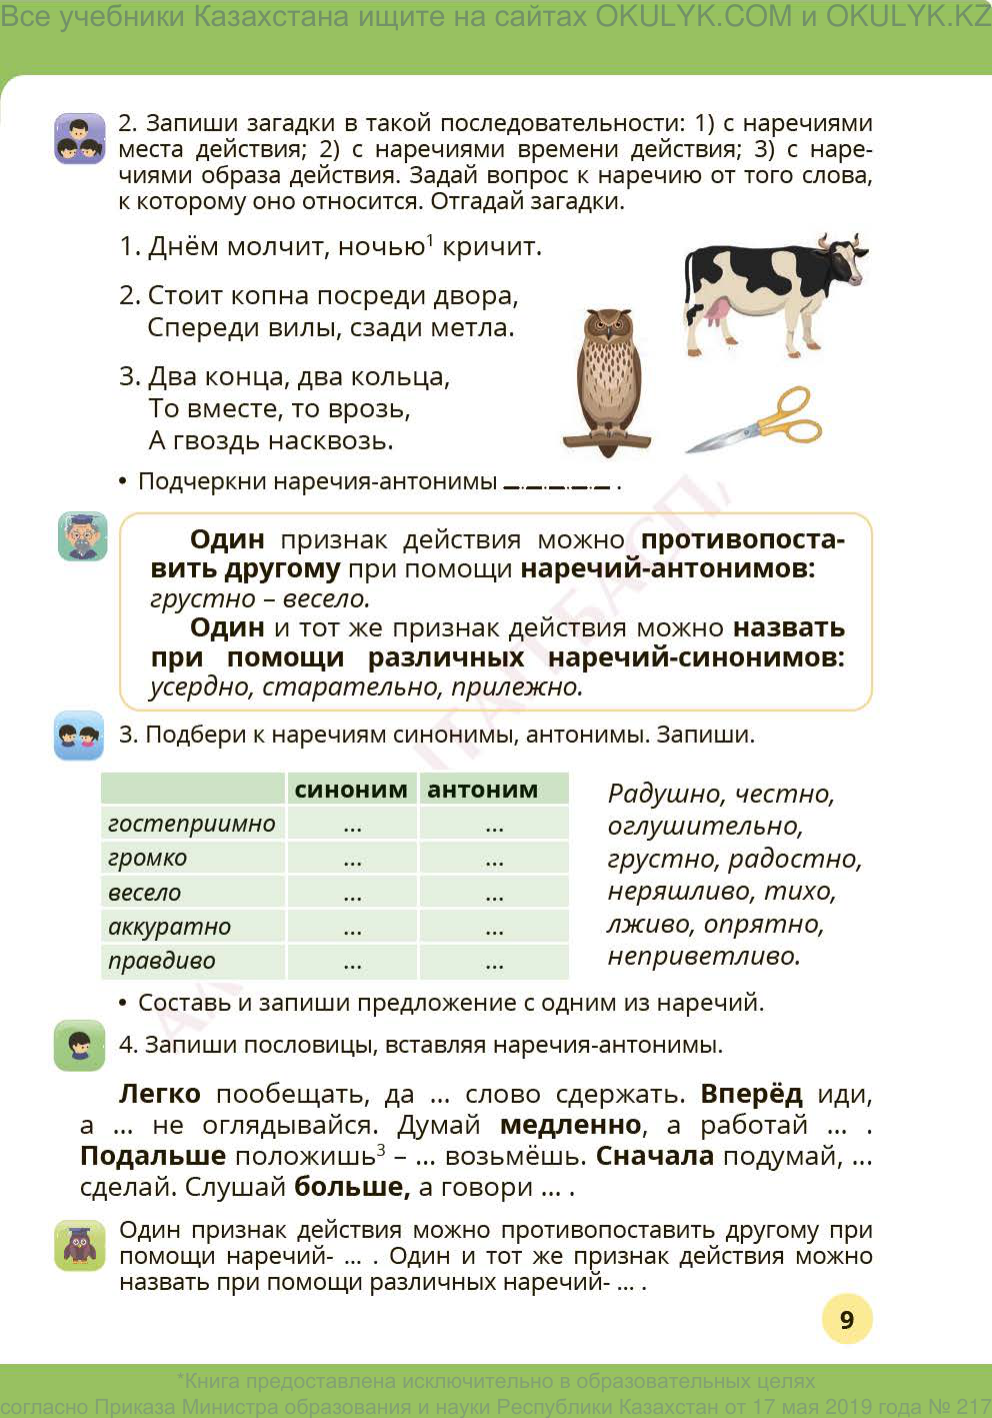 Все учебники Казахстана ищите на сайтах OKULYK.COM и OKULYK.KZ
2. Запиши загадки в такой последовательности: 1) с наречиями
места действия; 2) с наречиями времени действия; 3) с наре-
чиями образа действия. Задай вопрос к наречию от того слова,
к которому оно относится. Отгадай загадки.
1. Днём молчит, ночью¹ кричит.
2. Стоит копна посреди двора,
Спереди вилы, сзади метла.
3. Два конца, два кольца,
То вместе, то врозь,
А гвоздь насквозь.
• Подчеркни наречия-антонимы _._._._._ .
Один признак действия можно противопоста-
вить другому при помощи наречий-антонимов:
грустно – весело.
Один и тот же признак действия можно назвать
при помощи различных наречий-синонимов:
усердно, старательно, прилежно.
3. Подбери к наречиям синонимы, антонимы. Запиши.
синоним антоним
гостеприимно ... ...
громко ... ...
весело ... ...
аккуратно ... ...
правдиво ... ...
Радушно, честно,
оглушительно,
грустно, радостно,
неряшливо, тихо,
лживо, опрятно,
неприветливо.
• Составь и запиши предложение с одним из наречий.
4. Запиши пословицы, вставляя наречия-антонимы.
Легко пообещать, да ... слово сдержать. Вперёд иди,
а ... не оглядывайся. Думай медленно, а работай ... .
Подальше положишь³ – ... возьмёшь. Сначала подумай, ...
сделай. Слушай больше, а говори ... .
Один признак действия можно противопоставить другому при
помощи наречий- ... . Один и тот же признак действия можно
назвать при помощи различных наречий- ... .
9
*Книга предоставлена исключительно в образовательных целях
согласно Приказа Министра образования и науки Республики Казахстан от 17 мая 2019 года № 217